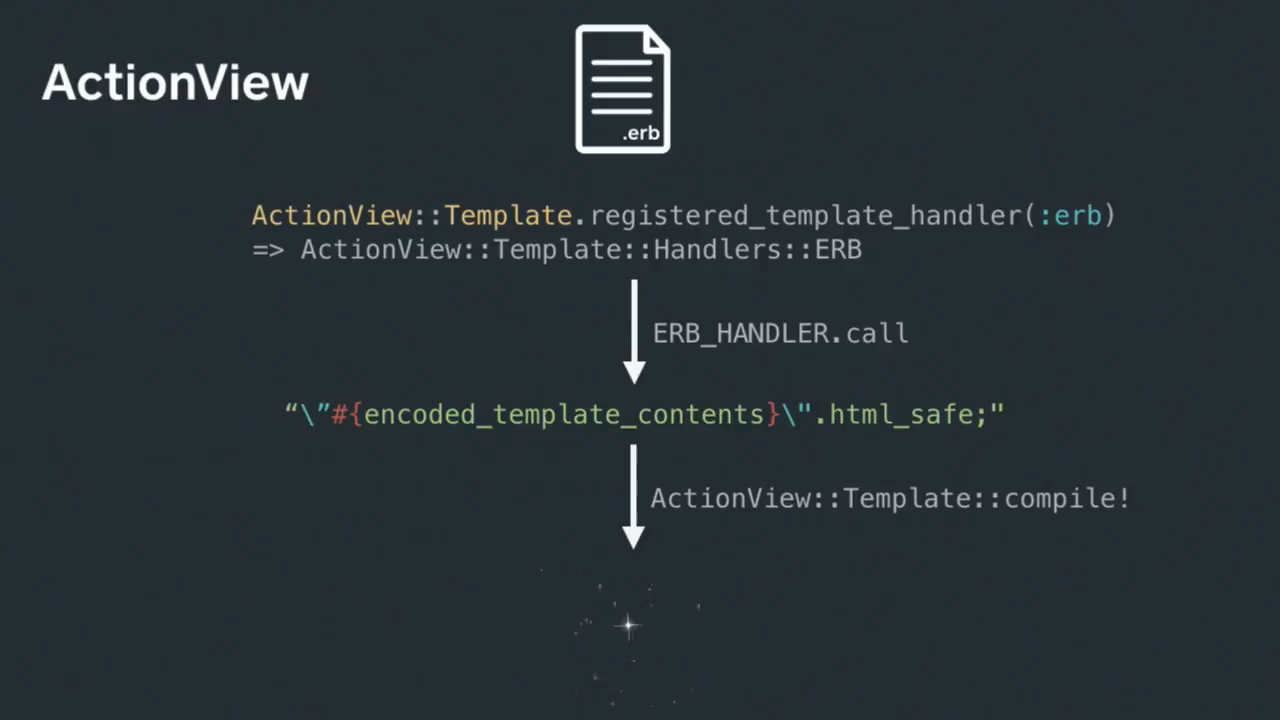 ActionView
.erb
ActionView::Template.registered_template_handler(:erb)
=> ActionView::Template::Handlers::ERB
ERB_HANDLER.call
“\”#{encoded_template_contents}\".html_safe;"
ActionView::Template::compile!